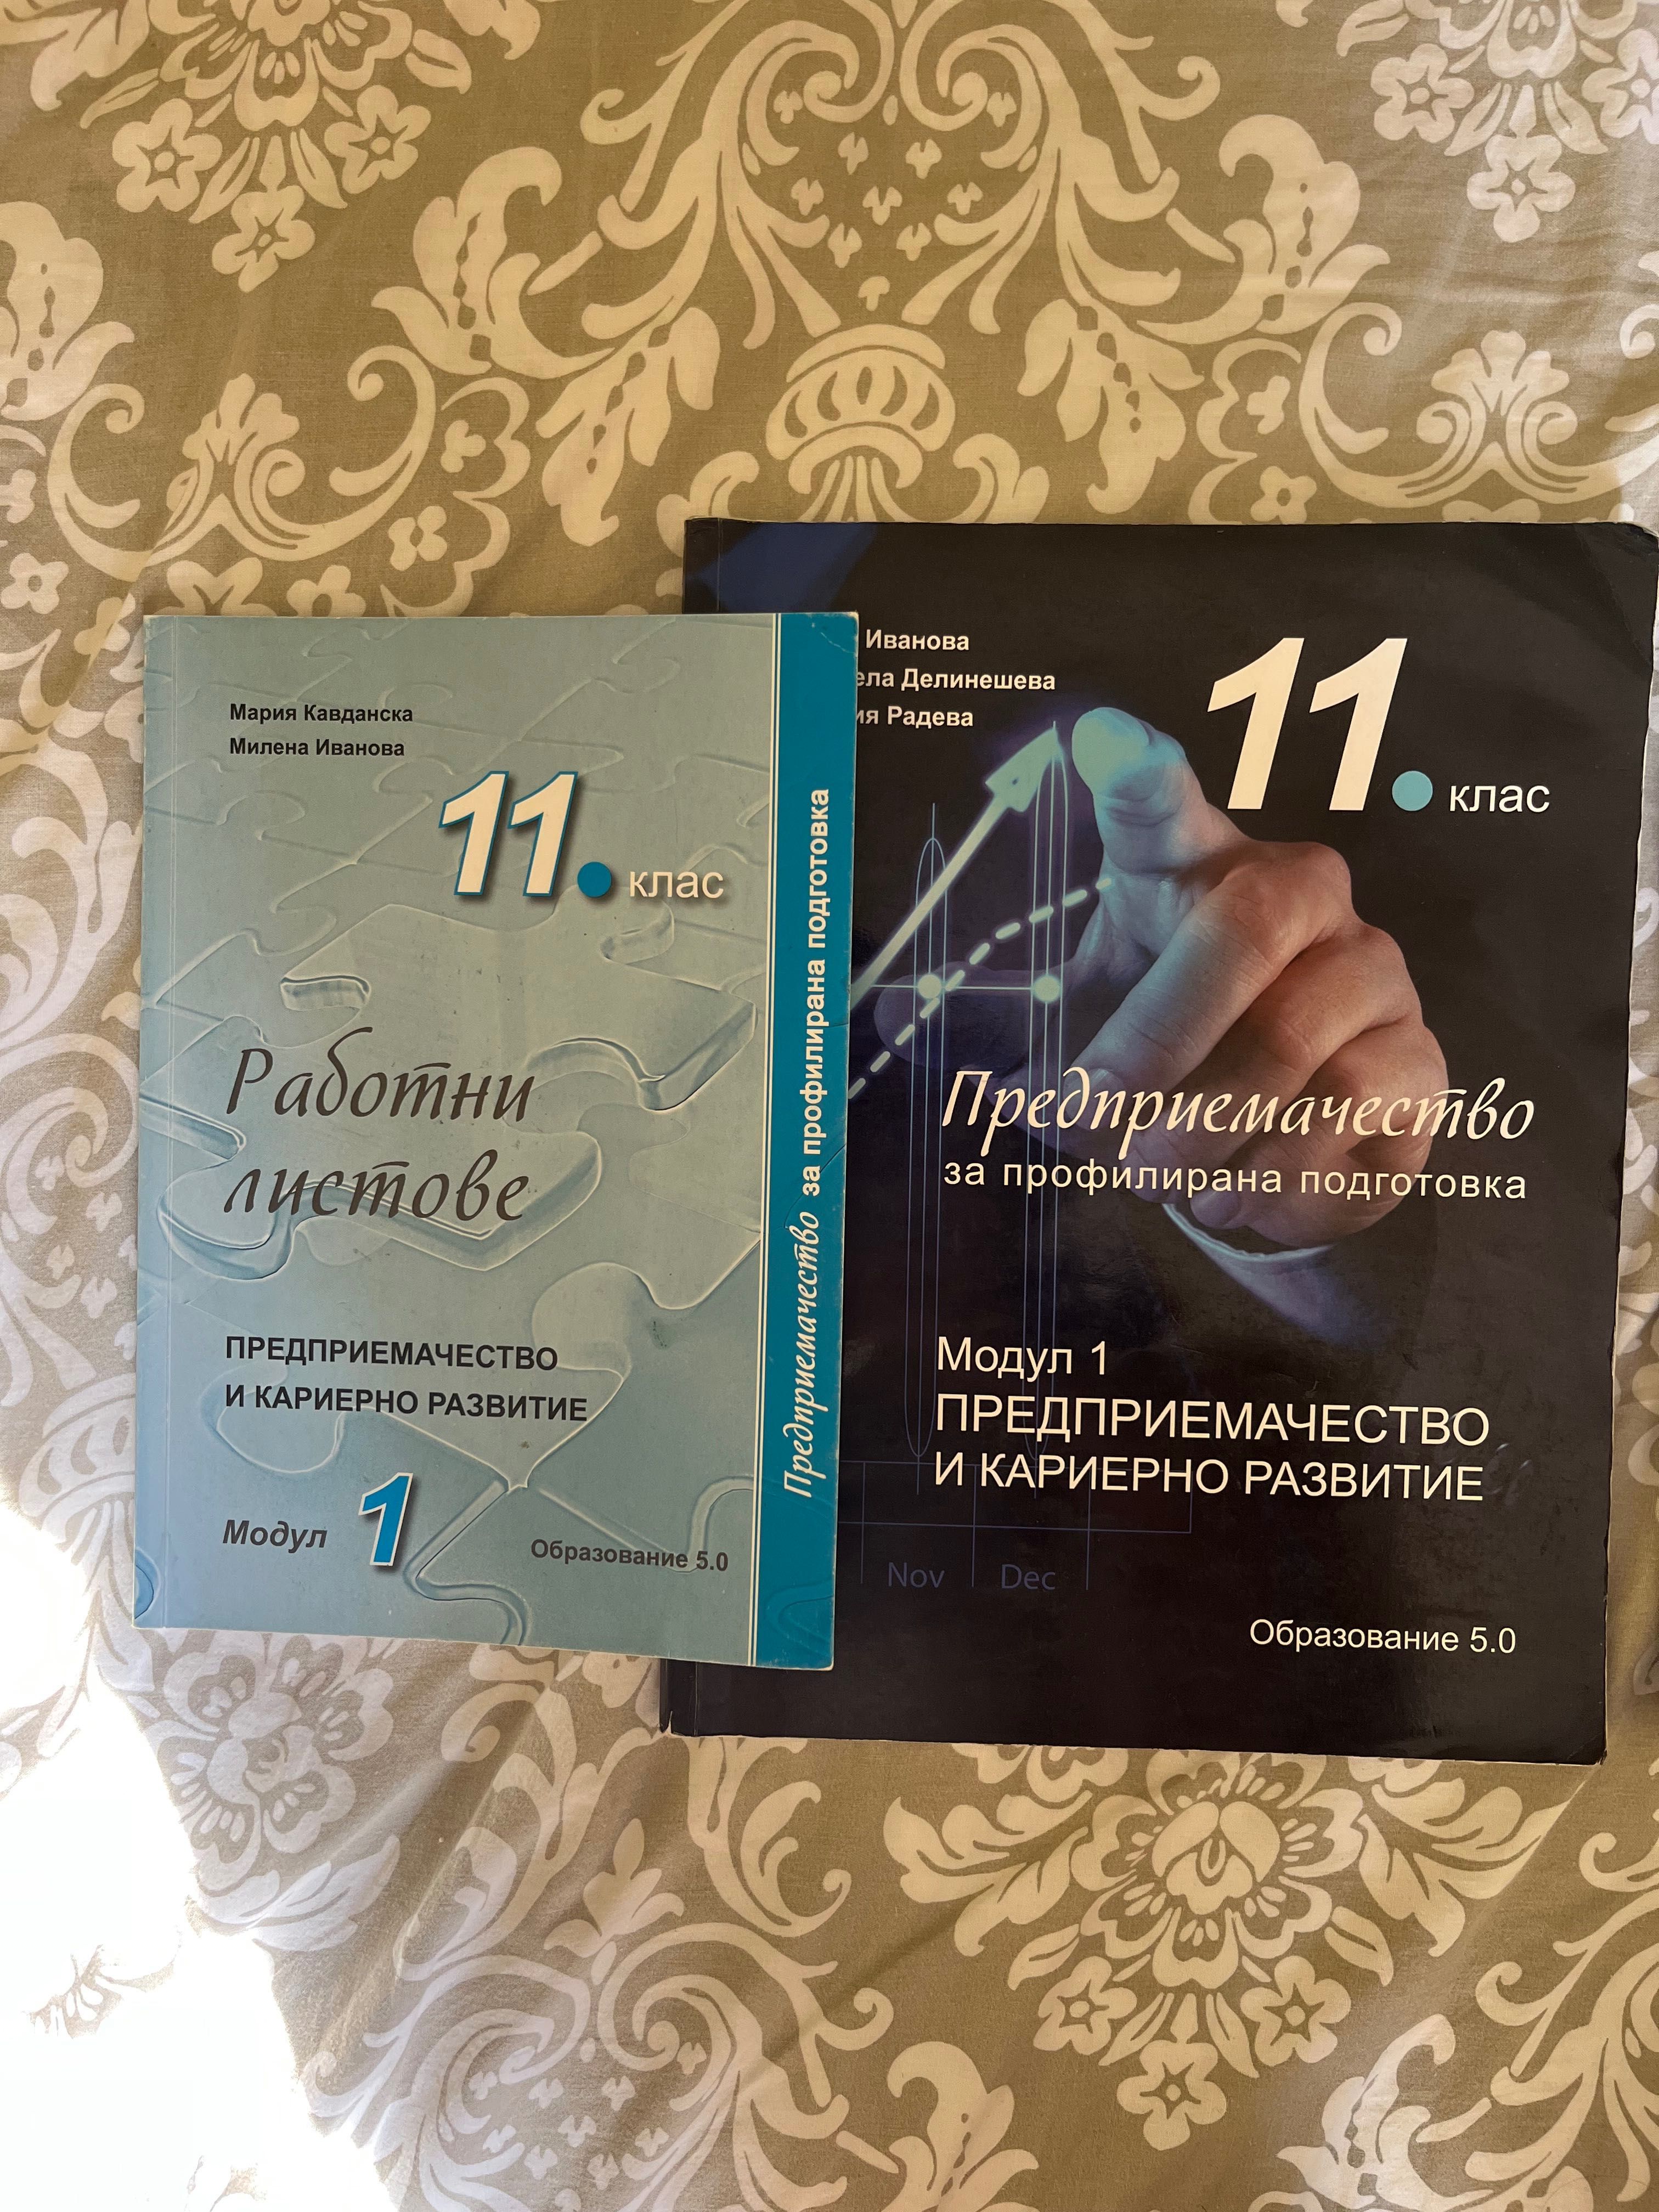 Мария Кавданска
Милена Иванова
11. клас
Работни
листове
ПРЕДПРИЕМАЧЕСТВО
И КАРИЕРНО РАЗВИТИЕ
Модул 1
Образование 5.0
Предприемачество за профилирана подготовка
Иванова
Делинешева
Радева
11. клас
Предприемачество
за профилирана подготовка
Модул 1
ПРЕДПРИЕМАЧЕСТВО
И КАРИЕРНО РАЗВИТИЕ
Nov Dec
Образование 5.0